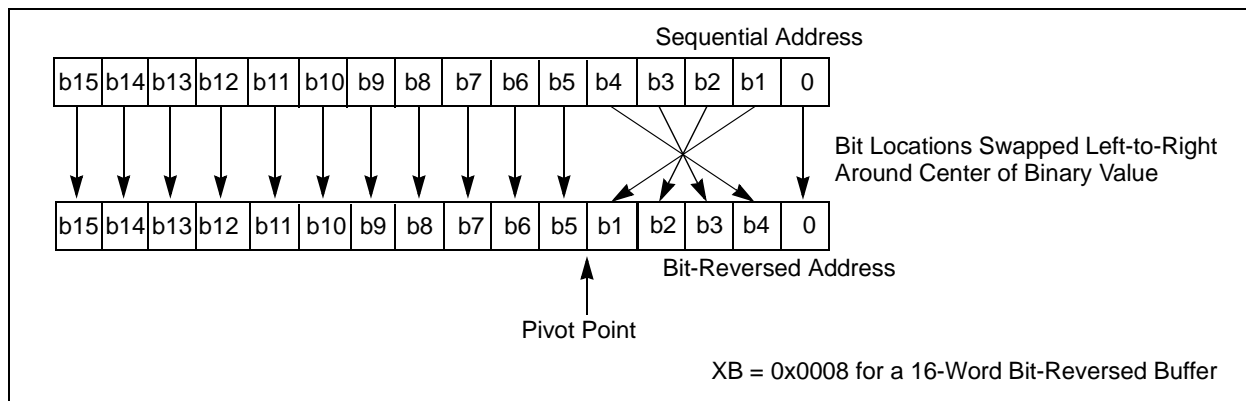 Sequential Address
b15 b14 b13 b12 b11 b10 b9 b8 b7 b6 b5 b4 b3 b2 b1 0
Bit Locations Swapped Left-to-Right
Around Center of Binary Value
b15 b14 b13 b12 b11 b10 b9 b8 b7 b6 b5 b1 b2 b3 b4 0
Bit-Reversed Address
Pivot Point
XB = 0x0008 for a 16-Word Bit-Reversed Buffer